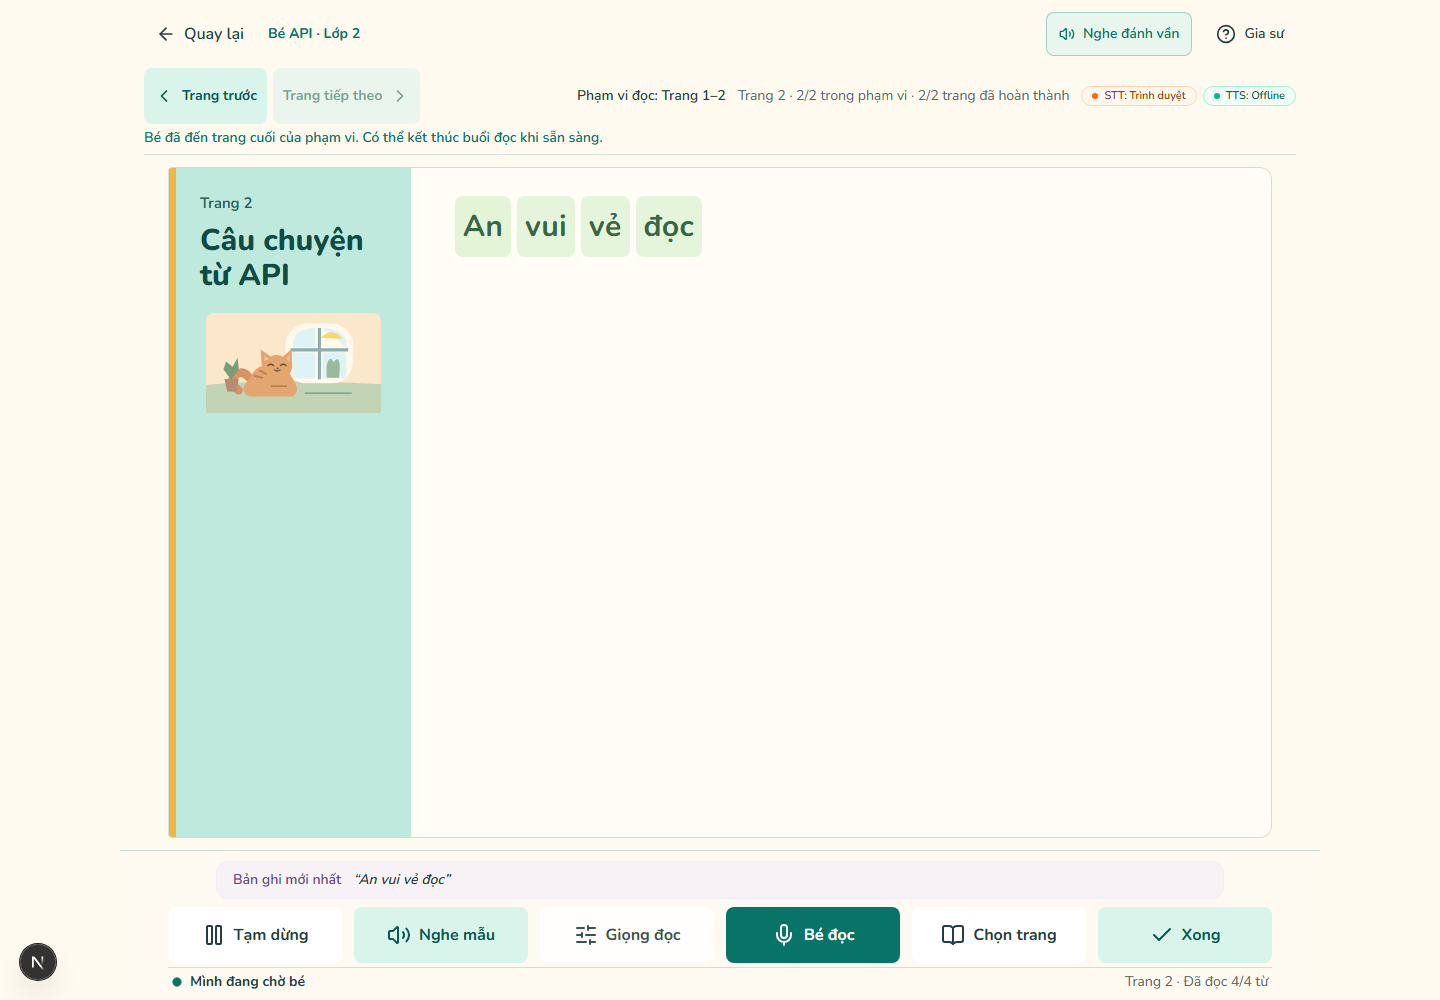 Quay lại
Bé API · Lớp 2
Nghe đánh vần
Gia sư
Trang trước
Trang tiếp theo
Phạm vi đọc: Trang 1–2
Trang 2 · 2/2 trong phạm vi · 2/2 trang đã hoàn thành
STT: Trình duyệt
TTS: Offline
Bé đã đến trang cuối của phạm vi. Có thể kết thúc buổi đọc khi sẵn sàng.
Trang 2
Câu chuyện
từ API
An vui vẻ đọc
Bản ghi mới nhất “An vui vẻ đọc”
Tạm dừng
Nghe mẫu
Giọng đọc
Bé đọc
Chọn trang
Xong
N
Mình đang chờ bé
Trang 2 · Đã đọc 4/4 từ